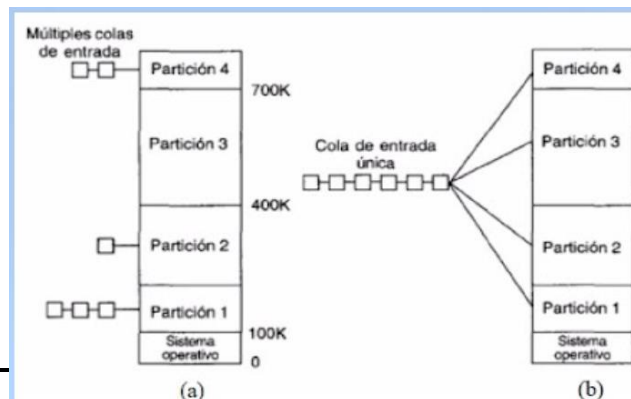 Múltiples colas
de entrada
Partición 4
700K
Partición 3
400K
Partición 2
Partición 1
100K
Sistema
operativo
0
(a)
Cola de entrada
única
Partición 4
Partición 3
Partición 2
Partición 1
Sistema
operativo
(b)